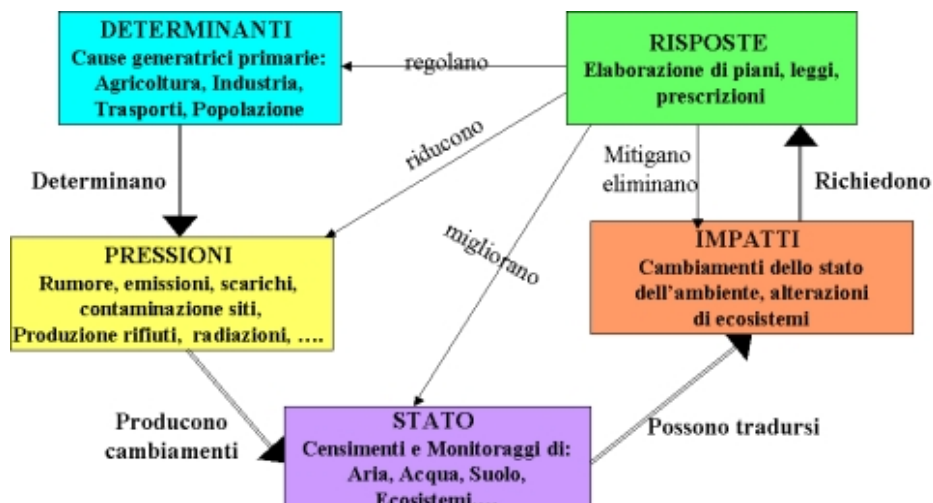 DETERMINANTI
Cause generatrici primarie:
Agricoltura, Industria,
Trasporti, Popolazione
regolano
RISPOSTE
Elaborazione di piani, leggi,
prescrizioni
riducono
Determinano
Mitigano
eliminano
Richiedono
migliorano
PRESSIONI
Rumore, emissioni, scarichi,
contaminazione siti,
Produzione rifiuti, radiazioni, ….
IMPATTI
Cambiamenti dello stato
dell'ambiente, alterazioni
di ecosistemi
Producono
cambiamenti
STATO
Censimenti e Monitoraggi di:
Aria, Acqua, Suolo,
Ecosistemi….
Possono tradursi